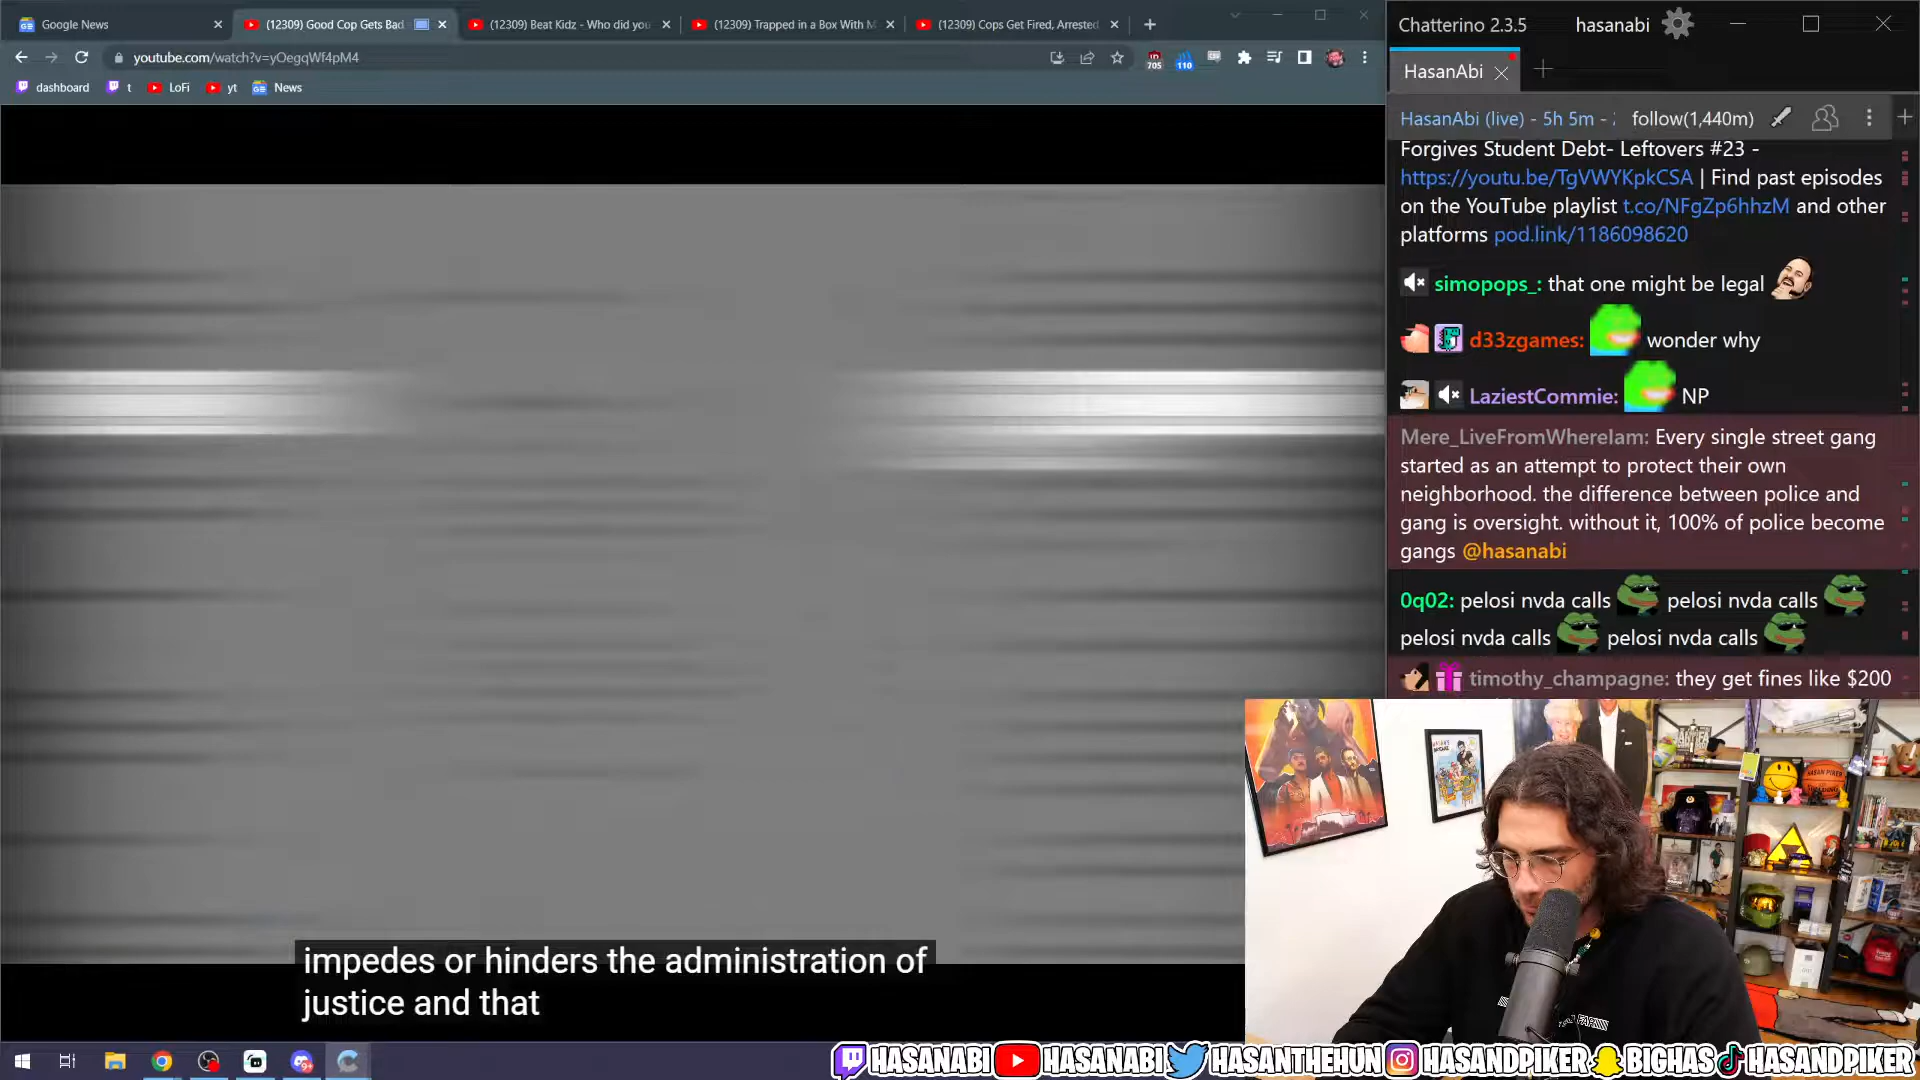 Google News
(12309) Good Cop Gets Bad
(12309) Beat Kidz - Who did you
(12309) Trapped in a Box With M
(12309) Cops Get Fired, Arrested
youtube.com/watch?v=yOegqWf4pM4
705
110
dashboard
t
LoFi
yt
News
Chatterino 2.3.5
hasanabi
HasanAbi
HasanAbi (live) - 5h 5m -
follow(1,440m)
Forgives Student Debt- Leftovers #23 -
https://youtu.be/TgVWYKpkCSA | Find past episodes
on the YouTube playlist t.co/NFgZp6hhzM and other
platforms pod.link/1186098620
simopops_: that one might be legal
d33zgames: wonder why
LaziestCommie: NP
Mere_LiveFromWhereIam: Every single street gang
started as an attempt to protect their own
neighborhood. the difference between police and
gang is oversight. without it, 100% of police become
gangs @hasanabi
0q02: pelosi nvda calls pelosi nvda calls
pelosi nvda calls pelosi nvda calls
timothy_champagne: they get fines like $200
impedes or hinders the administration of
justice and that
HASANABI HASANABI HASANTHEHUN HASANDPIKER BIGHAS HASANDPIKER